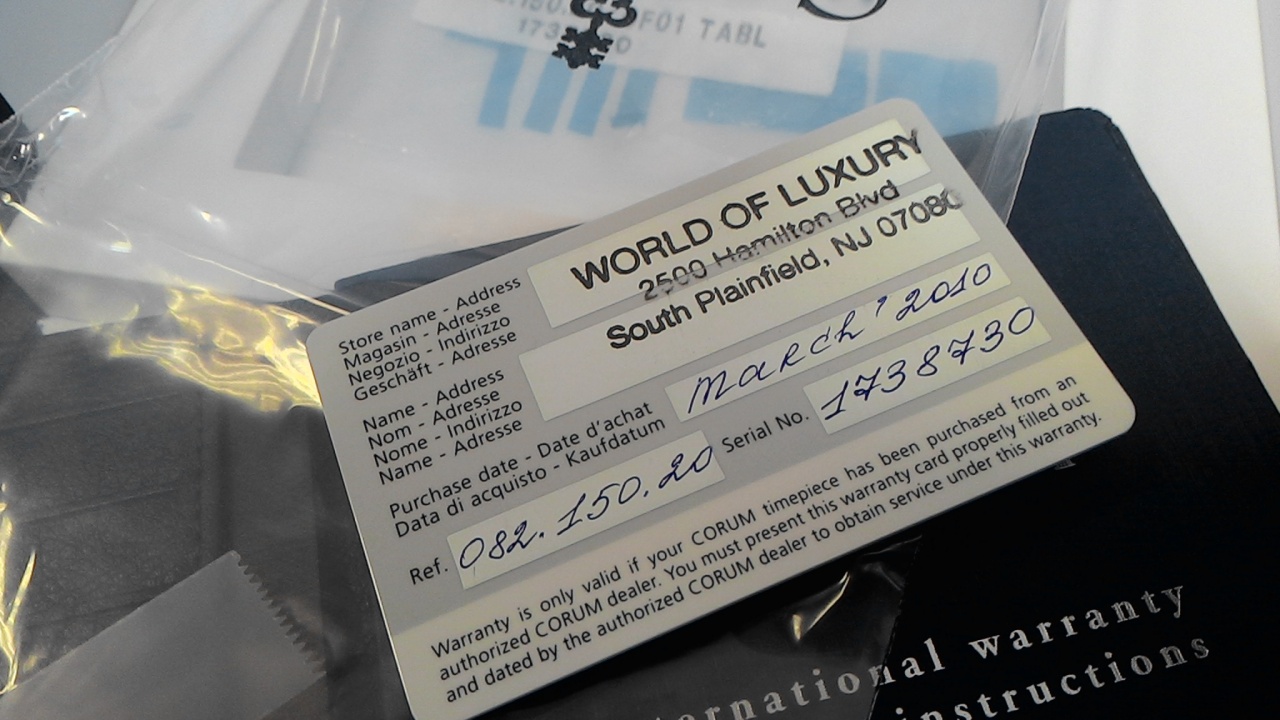 F01 TABL
WORLD OF LUXURY
2500 Hamilton Blvd
South Plainfield, NJ 07080
Store name - Address
Magasin - Adresse
Negozio - Indirizzo
Geschäft - Adresse
Name - Address
Nom - Adresse
Nome - Indirizzo
Name - Adresse
Purchase date - Date d'achat
Data di acquisto - Kaufdatum
March' 2010
Ref. 082.150.20 Serial No. 1738730
Warranty is only valid if your CORUM timepiece has been purchased from an
authorized CORUM dealer. You must present this warranty card properly filled out
and dated by the authorized CORUM dealer to obtain service under this warranty.
warranty
instructions